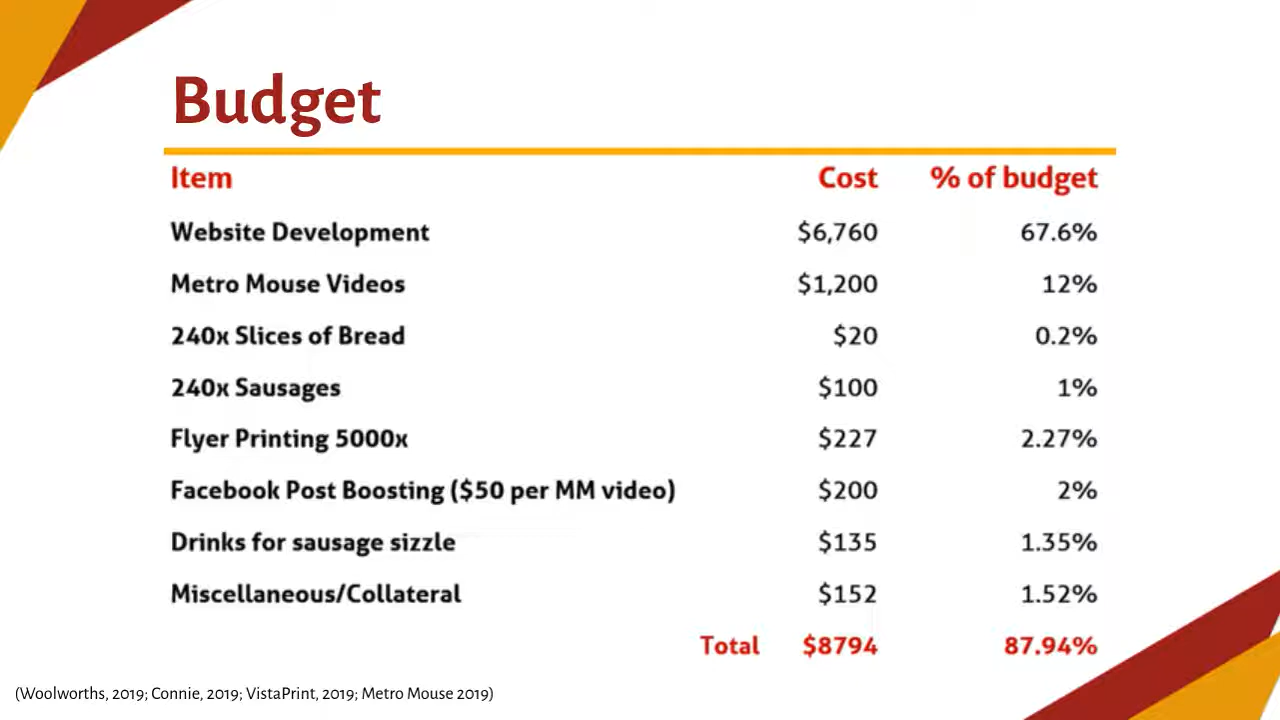 Budget
Item Cost % of budget
Website Development $6,760 67.6%
Metro Mouse Videos $1,200 12%
240x Slices of Bread $20 0.2%
240x Sausages $100 1%
Flyer Printing 5000x $227 2.27%
Facebook Post Boosting ($50 per MM video) $200 2%
Drinks for sausage sizzle $135 1.35%
Miscellaneous/Collateral $152 1.52%
Total $8794 87.94%
(Woolworths, 2019; Connie, 2019; VistaPrint, 2019; Metro Mouse 2019)